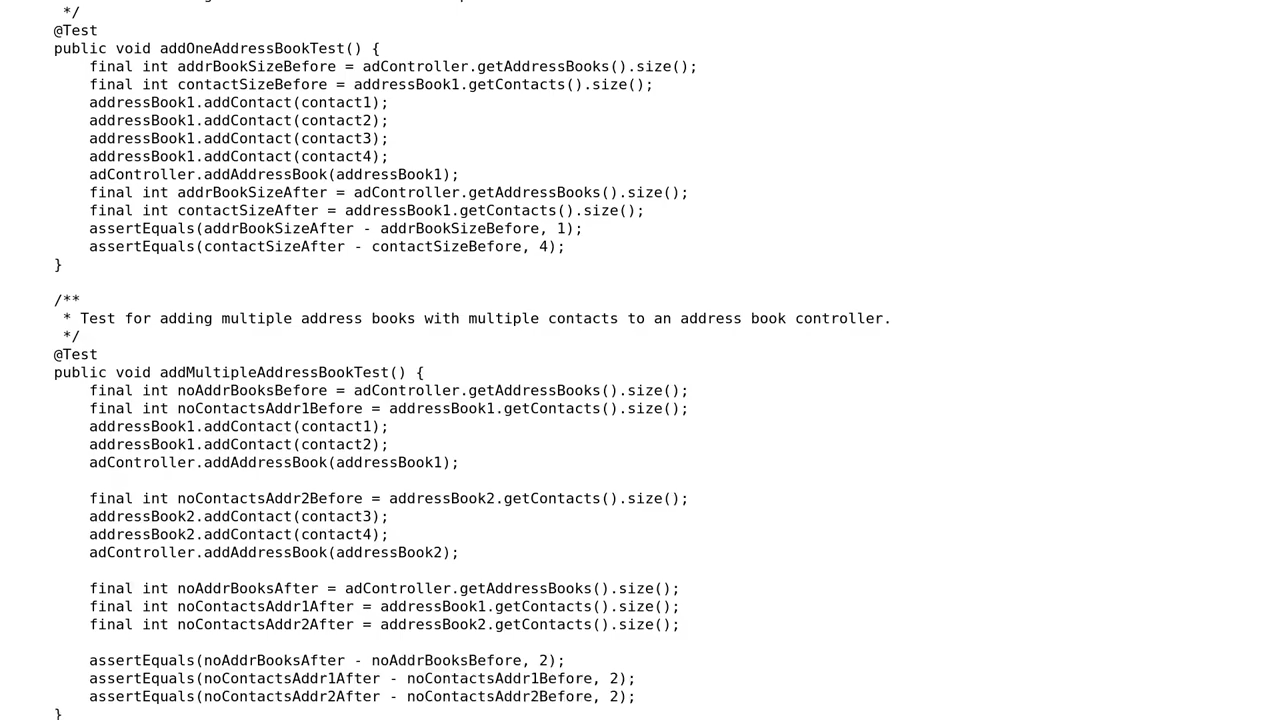 */
@Test
public void addOneAddressBookTest() {
final int addrBookSizeBefore = adController.getAddressBooks().size();
final int contactSizeBefore = addressBook1.getContacts().size();
addressBook1.addContact(contact1);
addressBook1.addContact(contact2);
addressBook1.addContact(contact3);
addressBook1.addContact(contact4);
adController.addAddressBook(addressBook1);
final int addrBookSizeAfter = adController.getAddressBooks().size();
final int contactSizeAfter = addressBook1.getContacts().size();
assertEquals(addrBookSizeAfter - addrBookSizeBefore, 1);
assertEquals(contactSizeAfter - contactSizeBefore, 4);
}
/**
* Test for adding multiple address books with multiple contacts to an address book controller.
*/
@Test
public void addMultipleAddressBookTest() {
final int noAddrBooksBefore = adController.getAddressBooks().size();
final int noContactsAddr1Before = addressBook1.getContacts().size();
addressBook1.addContact(contact1);
addressBook1.addContact(contact2);
adController.addAddressBook(addressBook1);
final int noContactsAddr2Before = addressBook2.getContacts().size();
addressBook2.addContact(contact3);
addressBook2.addContact(contact4);
adController.addAddressBook(addressBook2);
final int noAddrBooksAfter = adController.getAddressBooks().size();
final int noContactsAddr1After = addressBook1.getContacts().size();
final int noContactsAddr2After = addressBook2.getContacts().size();
assertEquals(noAddrBooksAfter - noAddrBooksBefore, 2);
assertEquals(noContactsAddr1After - noContactsAddr1Before, 2);
assertEquals(noContactsAddr2After - noContactsAddr2Before, 2);
}